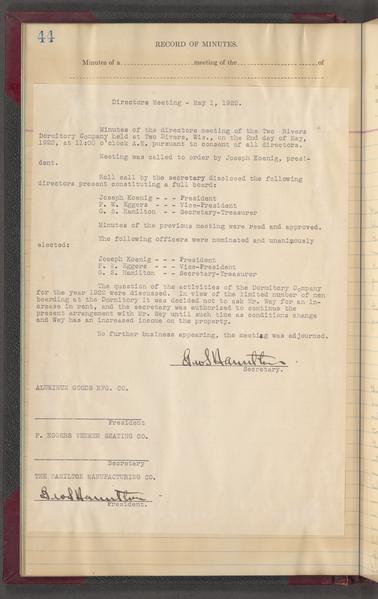 44
RECORD OF MINUTES.
Minutes of a meeting of the of
Directors Meeting - May 1, 1922.
Minutes of the directors meeting of the Two Rivers
Dormitory Company held at Two Rivers, Wis., on the 2nd day of May,
1922, at 11:00 o'clock A.M. pursuant to consent of all directors.
Meeting was called to order by Joseph Koenig, presi-
dent.
Roll call by the secretary disclosed the following
directors present constituting a full board:
Joseph Koenig - - - President
F. W. Eggers - - - Vice-President
G. S. Hamilton - - Secretary-Treasurer
Minutes of the previous meeting were read and approved.
The following officers were nominated and unanimously
elected:
Joseph Koenig - - - President
F. W. Eggers - - - Vice-President
G. S. Hamilton - - - Secretary-Treasurer
The question of the activities of the Dormitory Company
for the year 1922 were discussed. In view of the limited number of men
boarding at the Dormitory it was decided not to ask Mr. Wey for an in-
crease in rent, and the secretary was authorized to continue the
present arrangement with Mr. Wey until such time as conditions change
and Wey has an increased income on the property.
No further business appearing, the meeting was adjourned.
Geo S Hamilton
Secretary.
ALUMINUM GOODS MFG. CO.
President
F. EGGERS VENEER SEATING CO.
Secretary
THE HAMILTON MANUFACTURING CO.
Geo S Hamilton
President.